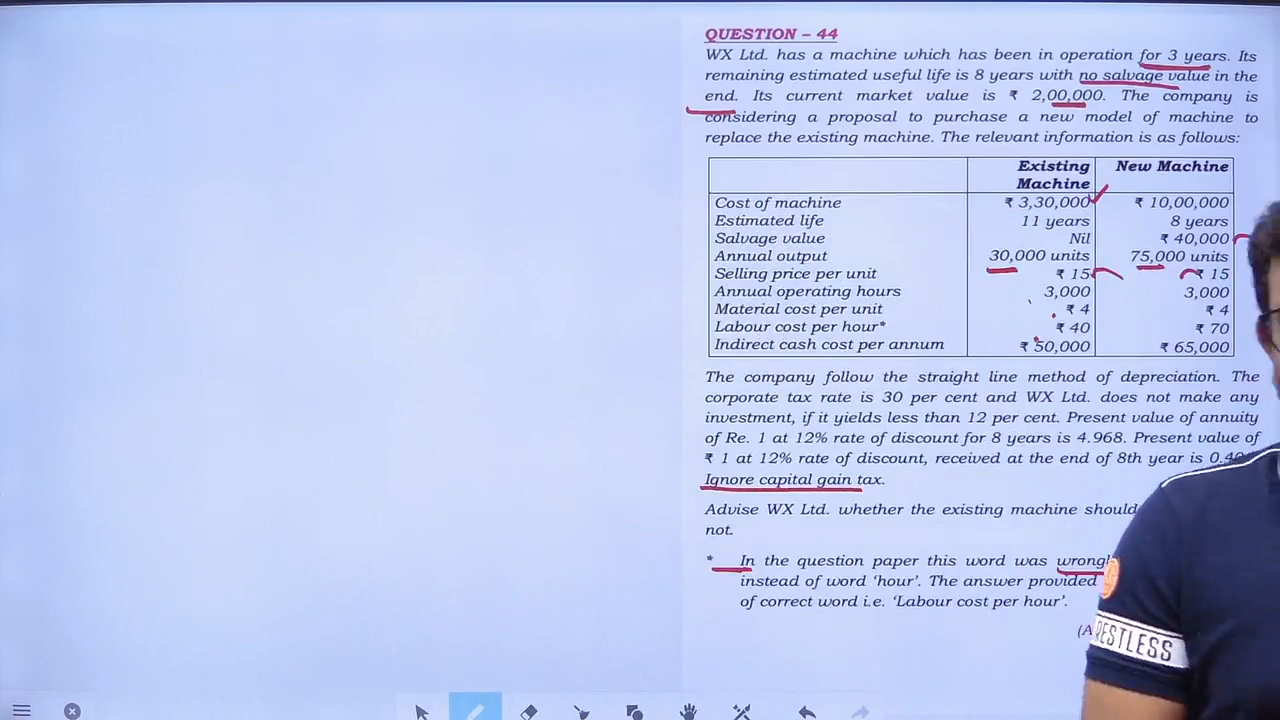 QUESTION – 44
WX Ltd. has a machine which has been in operation for 3 years. Its
remaining estimated useful life is 8 years with no salvage value in the
end. Its current market value is ₹ 2,00,000. The company is
considering a proposal to purchase a new model of machine to
replace the existing machine. The relevant information is as follows:
Existing Machine New Machine
Cost of machine ₹ 3,30,000 ₹ 10,00,000
Estimated life 11 years 8 years
Salvage value Nil ₹ 40,000
Annual output 30,000 units 75,000 units
Selling price per unit ₹ 15 ₹ 15
Annual operating hours 3,000 3,000
Material cost per unit ₹ 4 ₹ 4
Labour cost per hour* ₹ 40 ₹ 70
Indirect cash cost per annum ₹ 50,000 ₹ 65,000
The company follow the straight line method of depreciation. The
corporate tax rate is 30 per cent and WX Ltd. does not make any
investment, if it yields less than 12 per cent. Present value of annuity
of Re. 1 at 12% rate of discount for 8 years is 4.968. Present value of
₹ 1 at 12% rate of discount, received at the end of 8th year is
Ignore capital gain tax.
Advise WX Ltd. whether the existing machine should
not.
* In the question paper this word was
instead of word 'hour'. The answer provided
of correct word i.e. 'Labour cost per hour'.
(A
RESTLESS